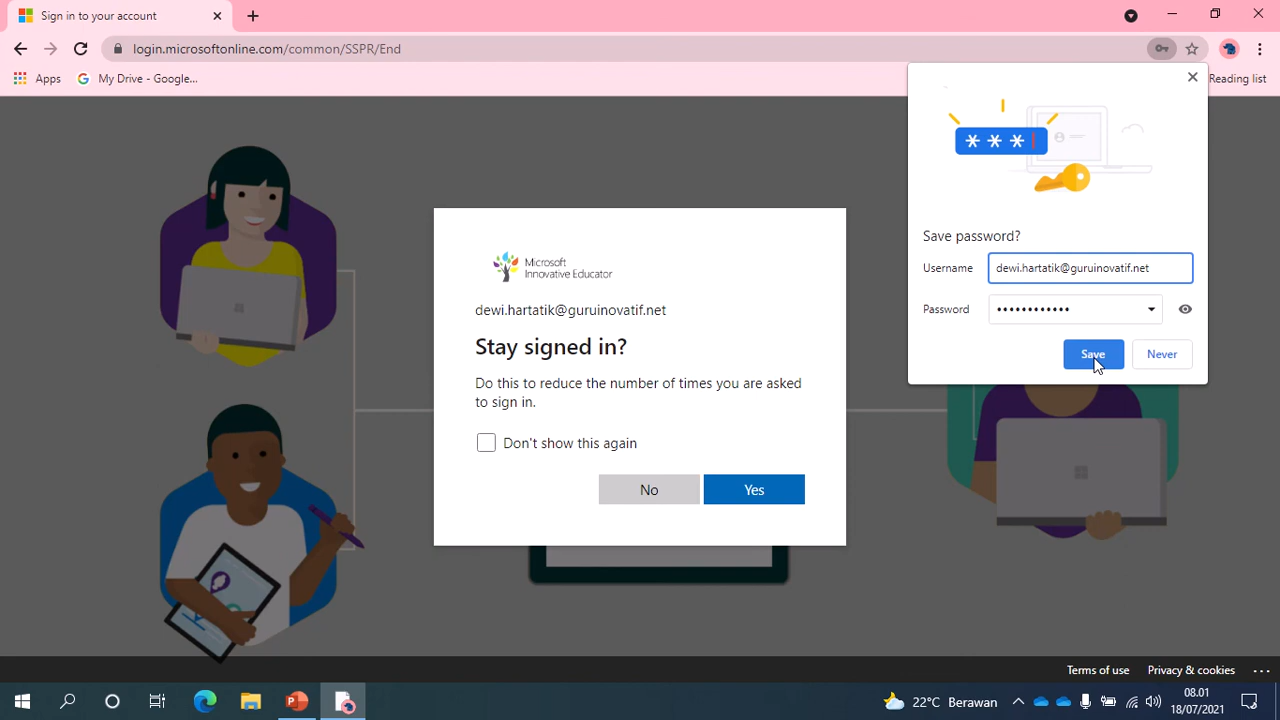 Sign in to your account
login.microsoftonline.com/common/SSPR/End
Apps
My Drive - Google...
Reading list
* * *
Save password?
Username
dewi.hartatik@guruinovatif.net
Password
••••••••••••
Save
Never
Microsoft
Innovative Educator
dewi.hartatik@guruinovatif.net
Stay signed in?
Do this to reduce the number of times you are asked
to sign in.
Don't show this again
No
Yes
Terms of use
Privacy & cookies
...
22°C Berawan
08.01
18/07/2021